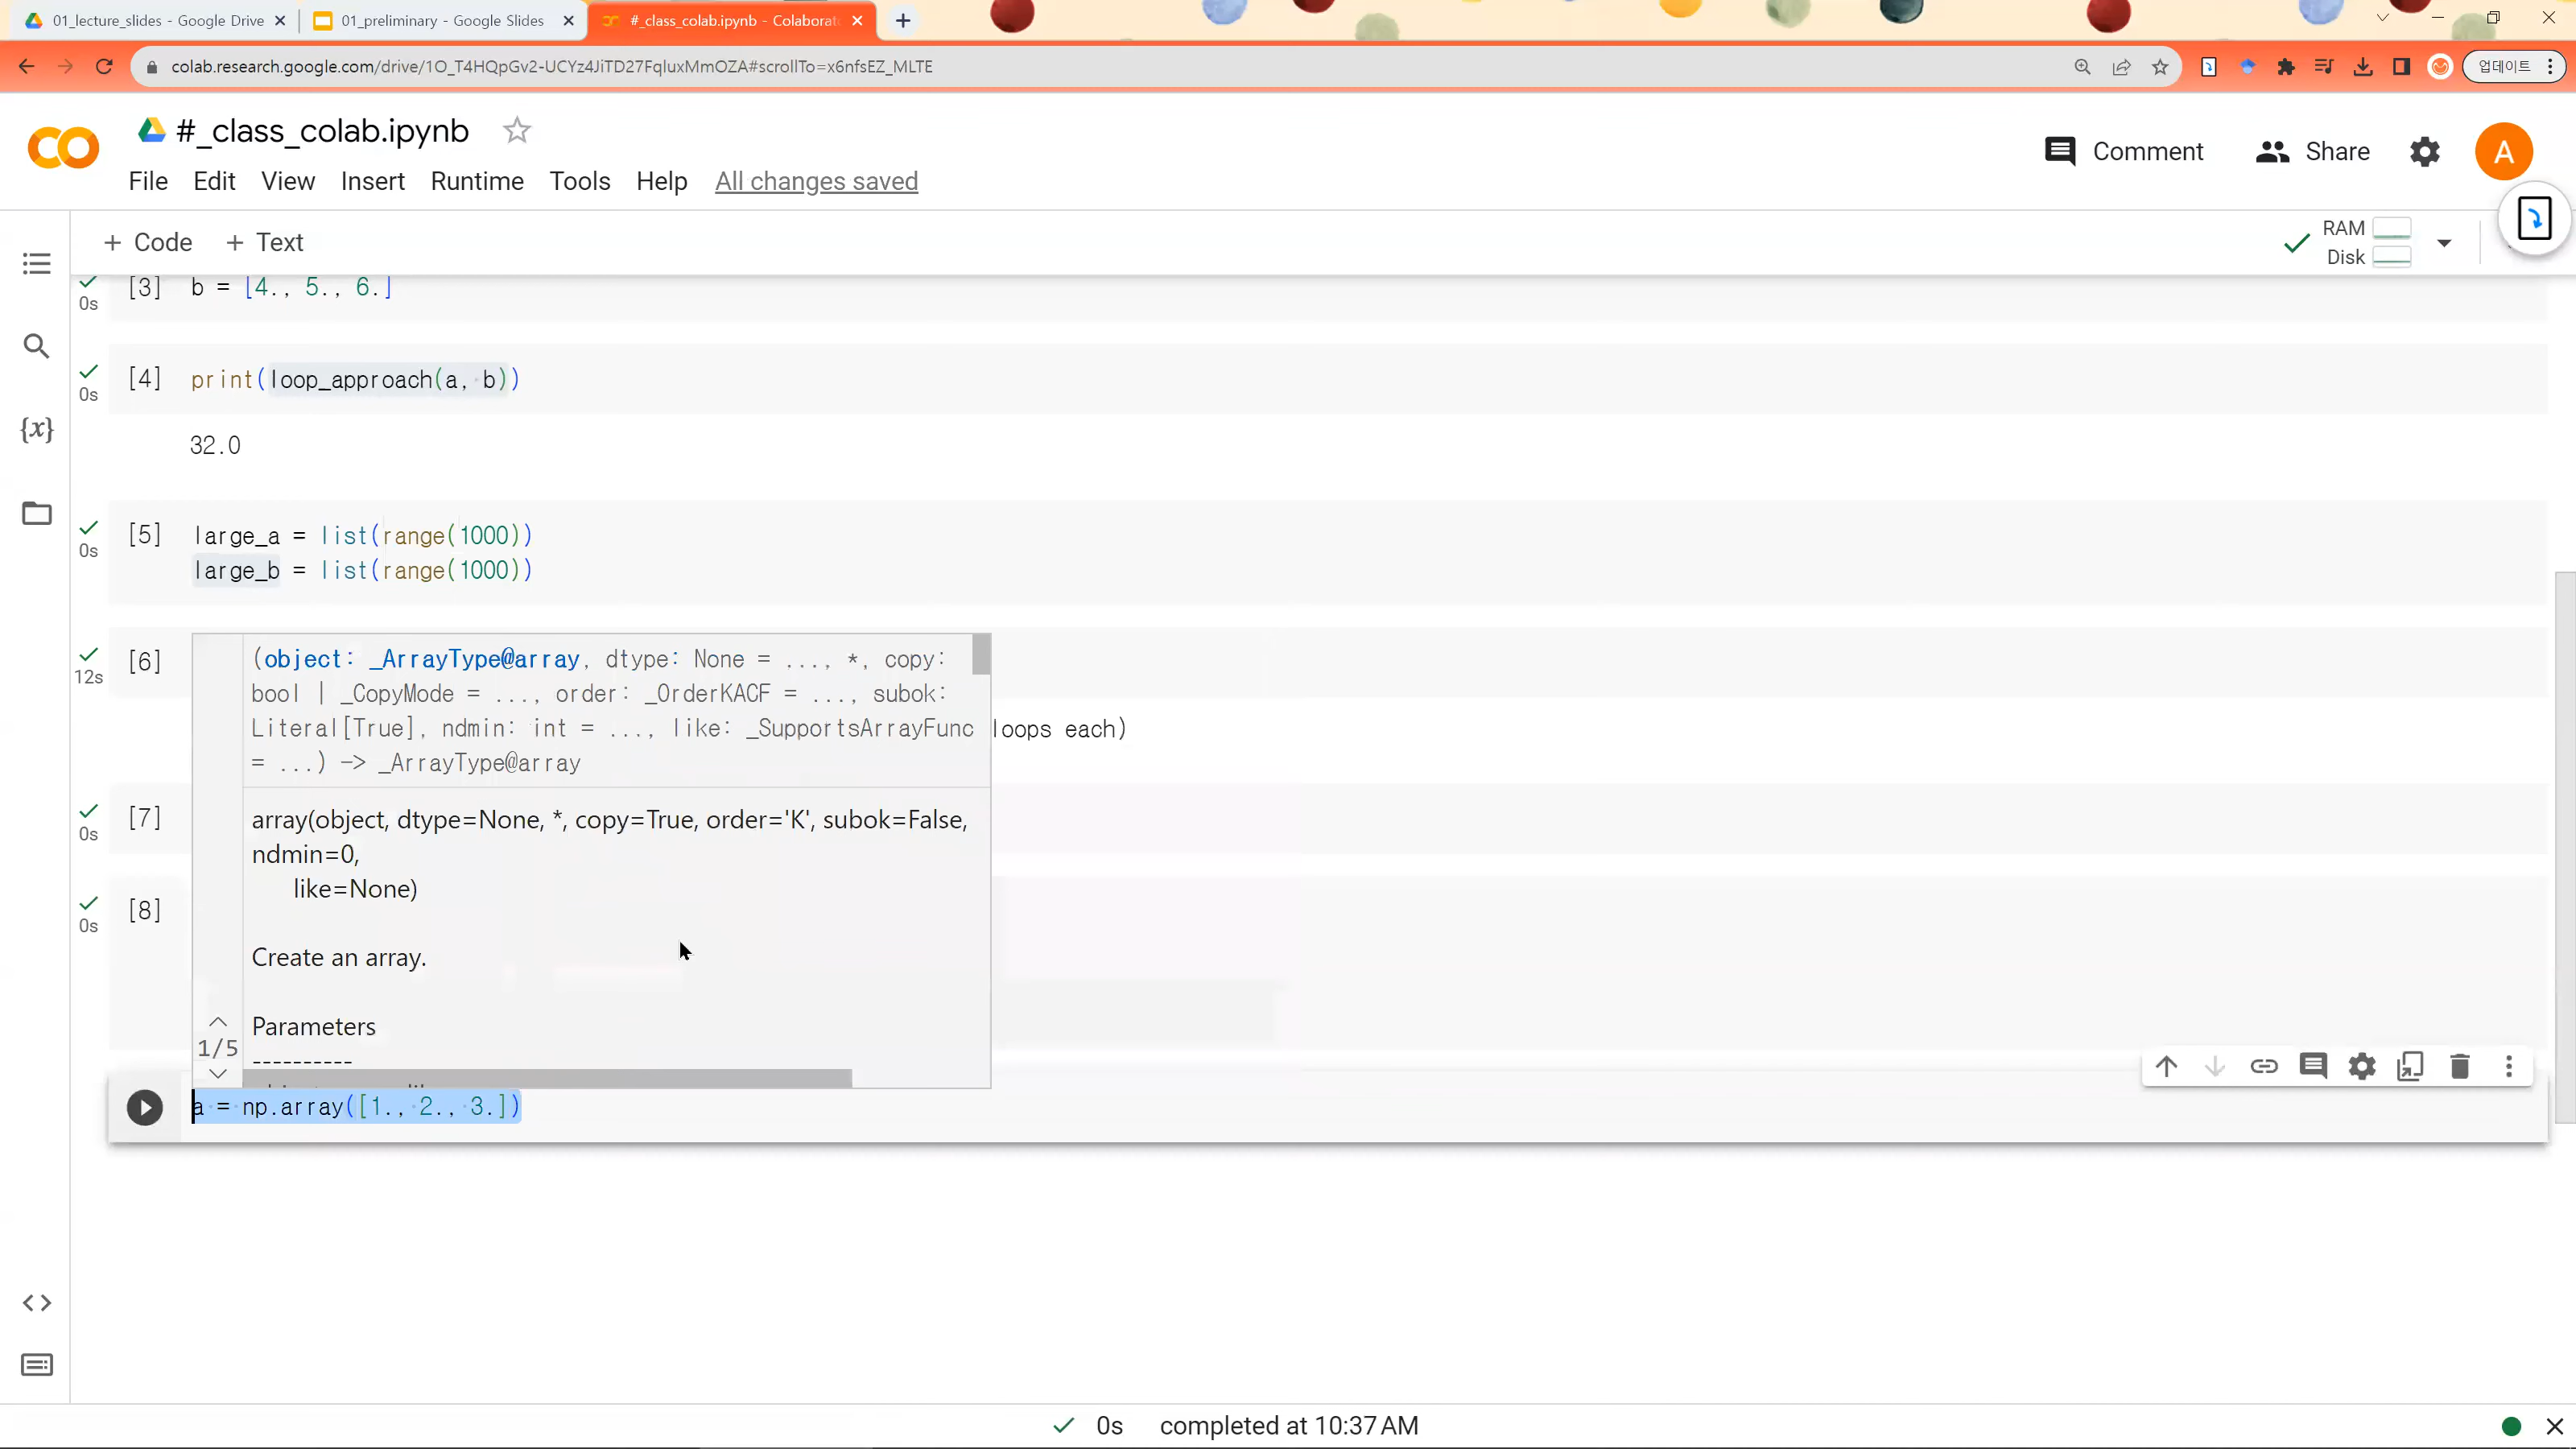 01_lecture_slides - Google Drive
01_preliminary - Google Slides
#_class_colab.ipynb - Colaborat
colab.research.google.com/drive/1O_T4HQpGv2-UCYz4JiTD27FqluxMmOZA#scrollTo=x6nfsEZ_MLTE
업데이트
#_class_colab.ipynb
Comment
Share
A
File Edit View Insert Runtime Tools Help All changes saved
+ Code + Text
RAM
Disk
[3] b = [4., 5., 6.]
0s
[4] print(loop_approach(a, b))
0s
32.0
[5] large_a = list(range(1000))
0s
large_b = list(range(1000))
[6]
12s
(object: _ArrayType@array, dtype: None = ..., *, copy:
bool | _CopyMode = ..., order: _OrderKACF = ..., subok:
Literal[True], ndmin: int = ..., like: _SupportsArrayFunc
= ...) -> _ArrayType@array
loops each)
[7]
0s
array(object, dtype=None, *, copy=True, order='K', subok=False,
ndmin=0,
like=None)
[8]
0s
Create an array.
Parameters
----------
1/5
a = np.array([1., 2., 3.])
0s completed at 10:37 AM